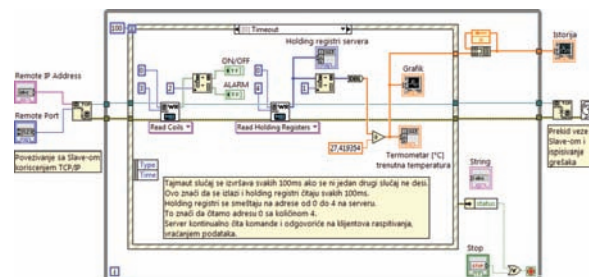 100
Timeout
Holding registri servera
Istorija
ON/OFF
ALARM
Grafik
Remote IP Address
Remote Port
Read Coils
Read Holding Registers
27,419354
Termometar (°C)
trenutna temperatura
Povezivanje sa Slave-om
koriscenjem TCP/IP
Prekid veze
Slave-om i
ispisivanje
grešaka
Type
Time
String
status
Stop
Tajmaut slučaj se izvršava svakih 100ms ako se ni jedan drugi slučaj ne desi.
Ovo znači da se izlazi i holding registri čitaju svakih 100ms.
Holding registri se smeštaju na adrese od 0 do 4 na serveru.
To znači da čitamo adresu 0 sa količinom 4.
Server kontinualno čita komande i odgovoriće na klijentova raspitivanja,
vraćanjem podataka.